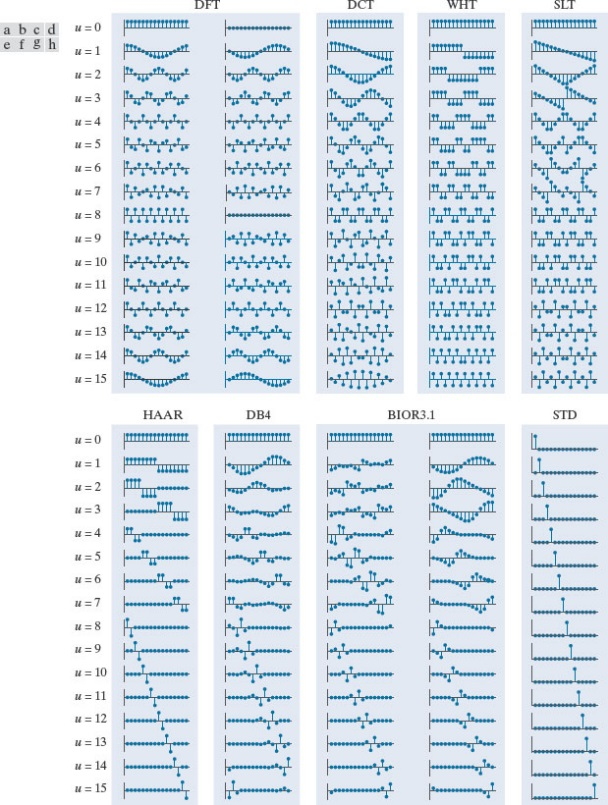 DFT DCT WHT SLT
a b c d
e f g h
u = 0
u = 1
u = 2
u = 3
u = 4
u = 5
u = 6
u = 7
u = 8
u = 9
u = 10
u = 11
u = 12
u = 13
u = 14
u = 15
HAAR DB4 BIOR3.1 STD
u = 0
u = 1
u = 2
u = 3
u = 4
u = 5
u = 6
u = 7
u = 8
u = 9
u = 10
u = 11
u = 12
u = 13
u = 14
u = 15